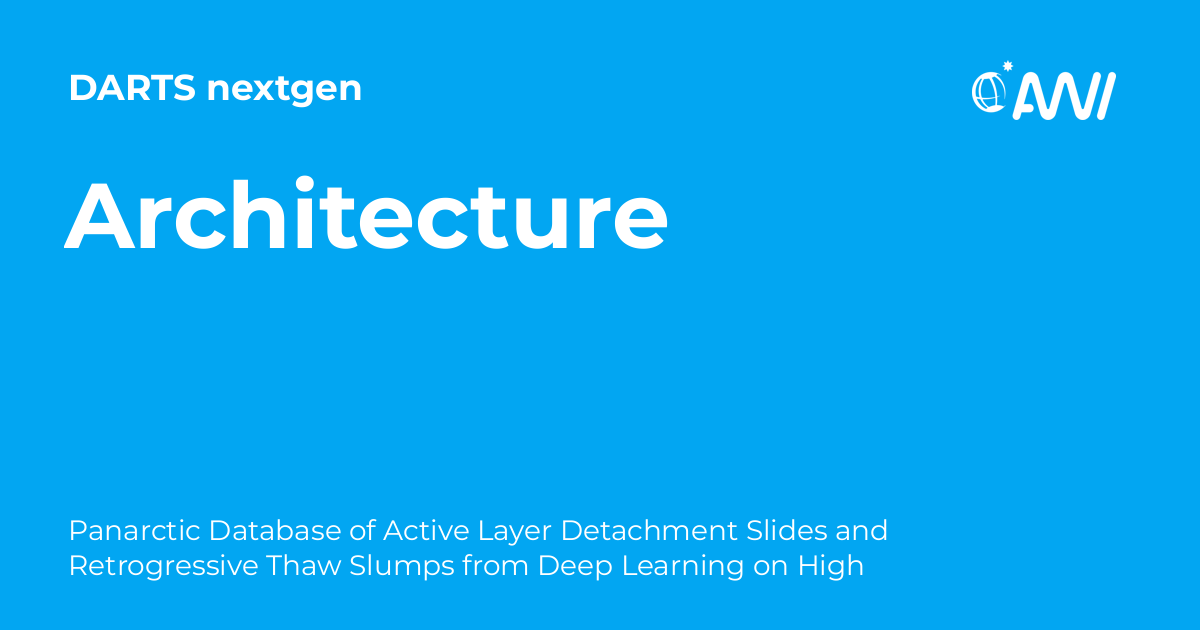 DARTS nextgen
AWI
Architecture
Panarctic Database of Active Layer Detachment Slides and
Retrogressive Thaw Slumps from Deep Learning on High